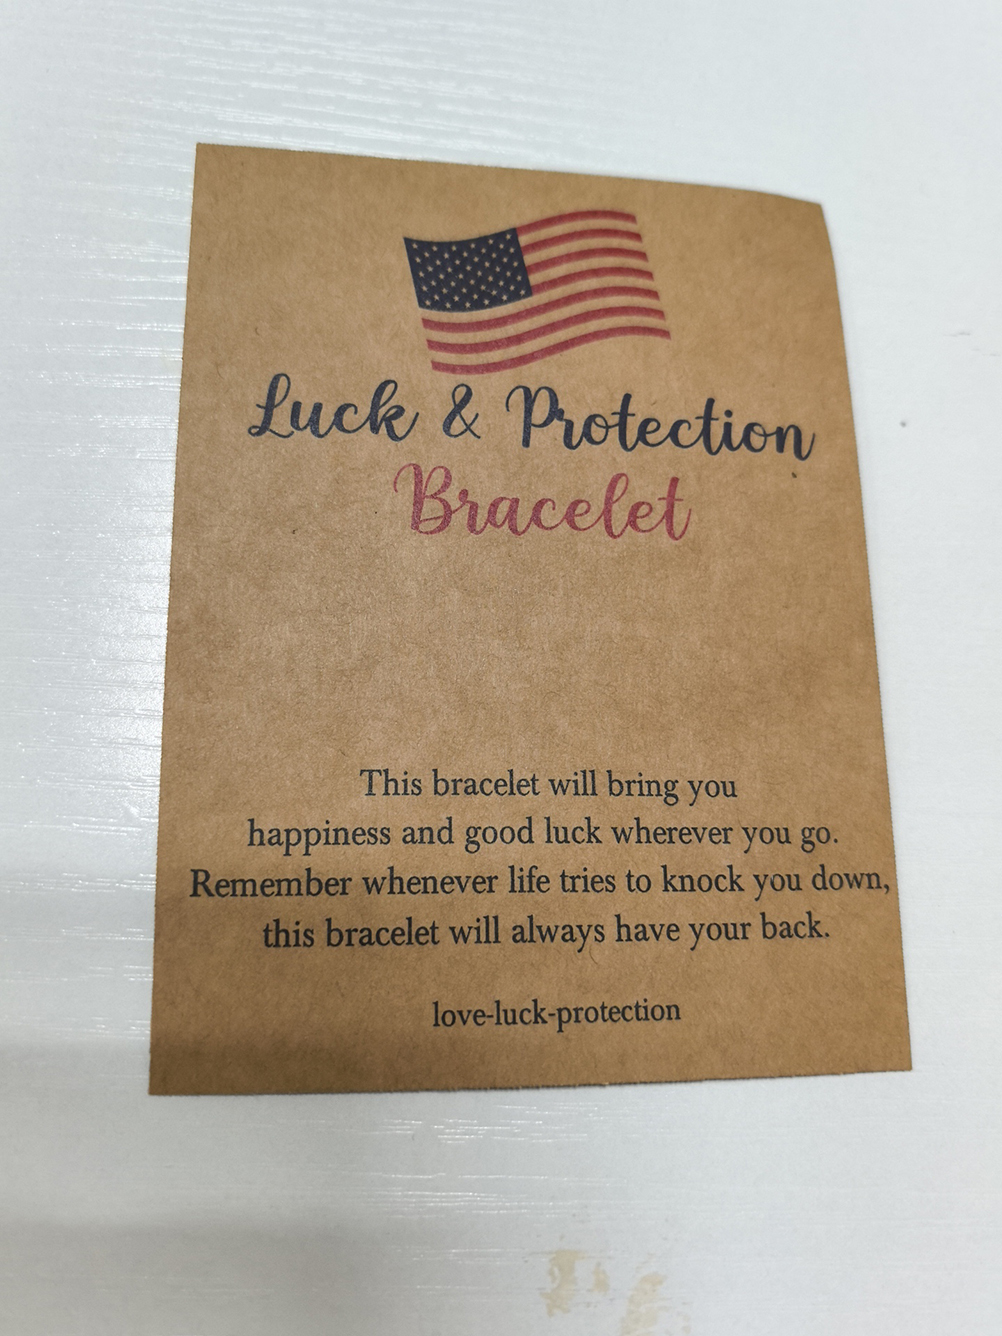 Luck & Protection
Bracelet
This bracelet will bring you
happiness and good luck wherever you go.
Remember whenever life tries to knock you down,
this bracelet will always have your back.
love-luck-protection